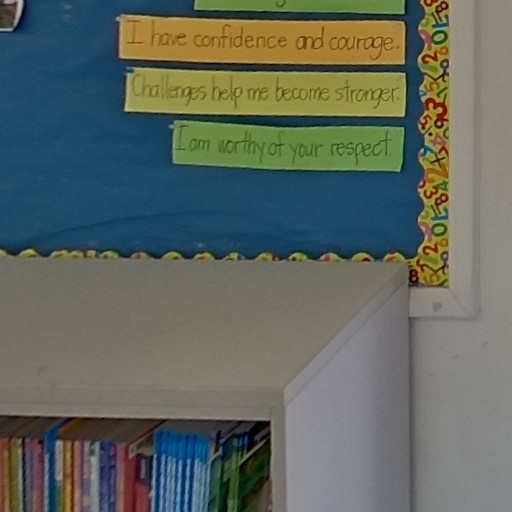 I have confidence and courage.
Challenges help me become stronger.
I am worthy of your respect.